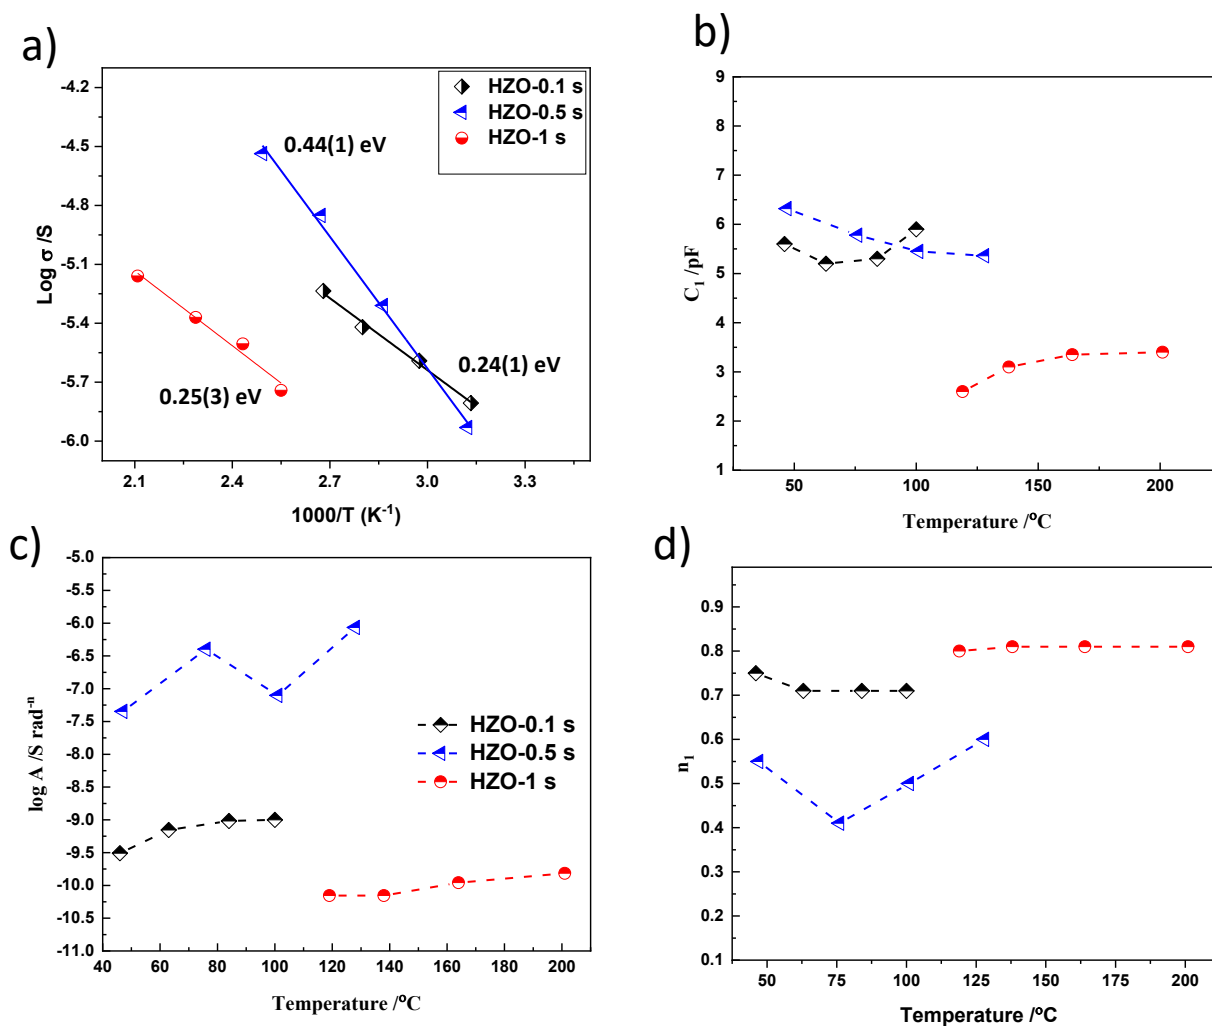 a)
HZO-0.1 s
HZO-0.5 s
HZO-1 s
0.44(1) eV
0.24(1) eV
0.25(3) eV
-4.2
-4.5
-4.8
-5.1
-5.4
-5.7
-6.0
Log σ /S
2.1 2.4 2.7 3.0 3.3
1000/T (K⁻¹)
b)
9
8
7
6
5
4
3
2
1
C₁ /pF
50 100 150 200
Temperature /ºC
c)
-5.0
-5.5
-6.0
-6.5
-7.0
-7.5
-8.0
-8.5
-9.0
-9.5
-10.0
-10.5
-11.0
log A /S rad⁻ⁿ
HZO-0.1 s
HZO-0.5 s
HZO-1 s
40 60 80 100 120 140 160 180 200
Temperature /ºC
d)
0.9
0.8
0.7
0.6
0.5
0.4
0.3
0.2
0.1
n₁
50 75 100 125 150 175 200
Temperature /ºC